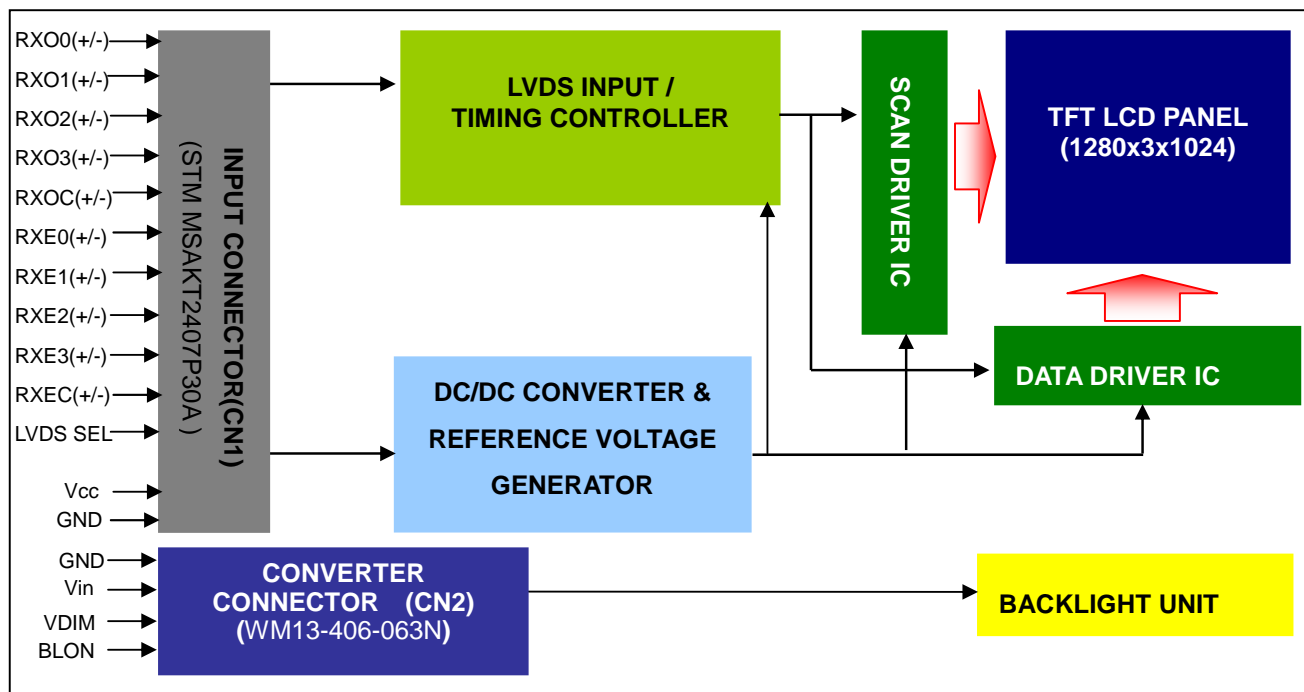 RXO0(+/-)
RXO1(+/-)
RXO2(+/-)
RXO3(+/-)
RXOC(+/-)
RXE0(+/-)
RXE1(+/-)
RXE2(+/-)
RXE3(+/-)
RXEC(+/-)
LVDS SEL
Vcc
GND
GND
Vin
VDIM
BLON
INPUT CONNECTOR(CN1)
(STM MSAKT2407P30A )
LVDS INPUT /
TIMING CONTROLLER
DC/DC CONVERTER &
REFERENCE VOLTAGE
GENERATOR
SCAN DRIVER IC
TFT LCD PANEL
(1280x3x1024)
DATA DRIVER IC
CONVERTER
CONNECTOR (CN2)
(WM13-406-063N)
BACKLIGHT UNIT